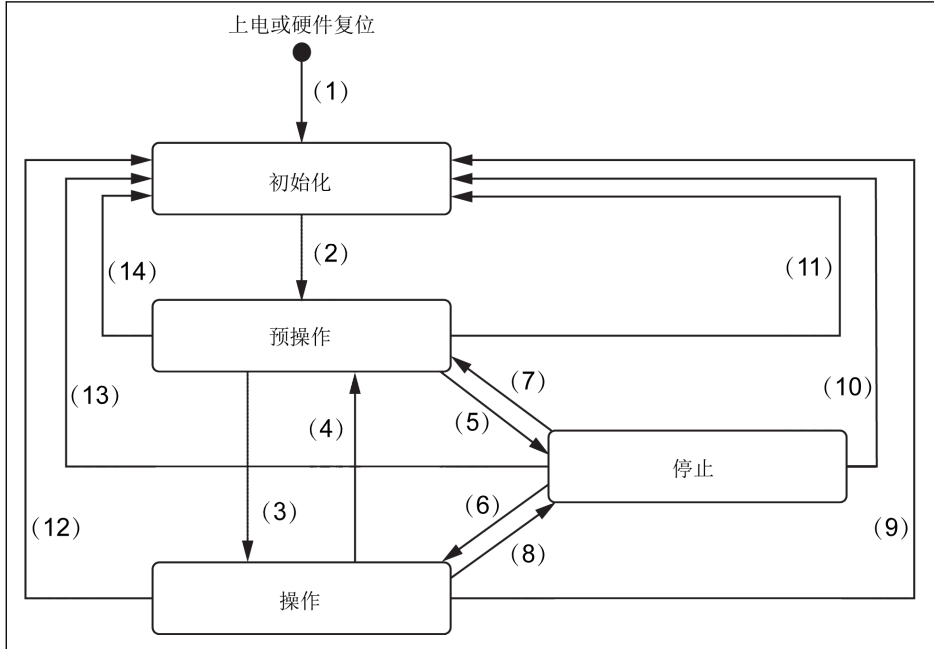 上电或硬件复位
（1）
初始化
（2）
（14）
（11）
预操作
（7）
（13）
（10）
（5）
（4）
停止
（6）
（3）
（12）
（9）
（8）
操作